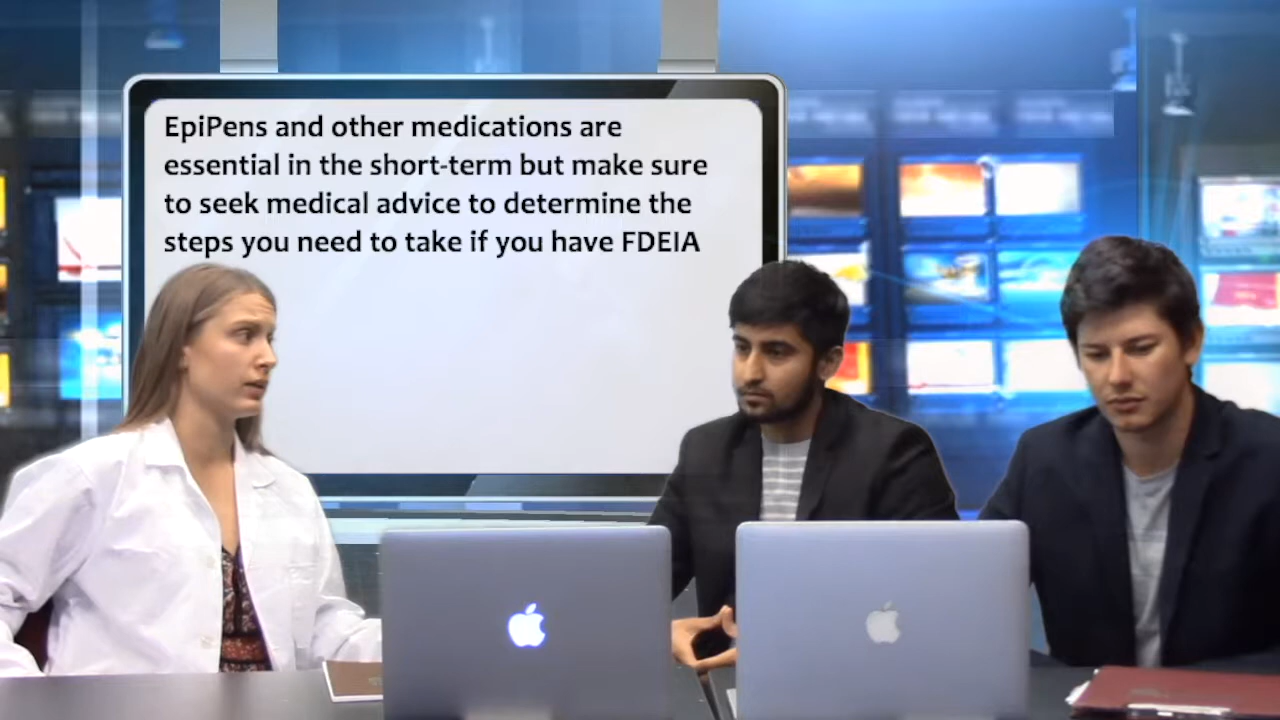 EpiPens and other medications are
essential in the short-term but make sure
to seek medical advice to determine the
steps you need to take if you have FDEIA